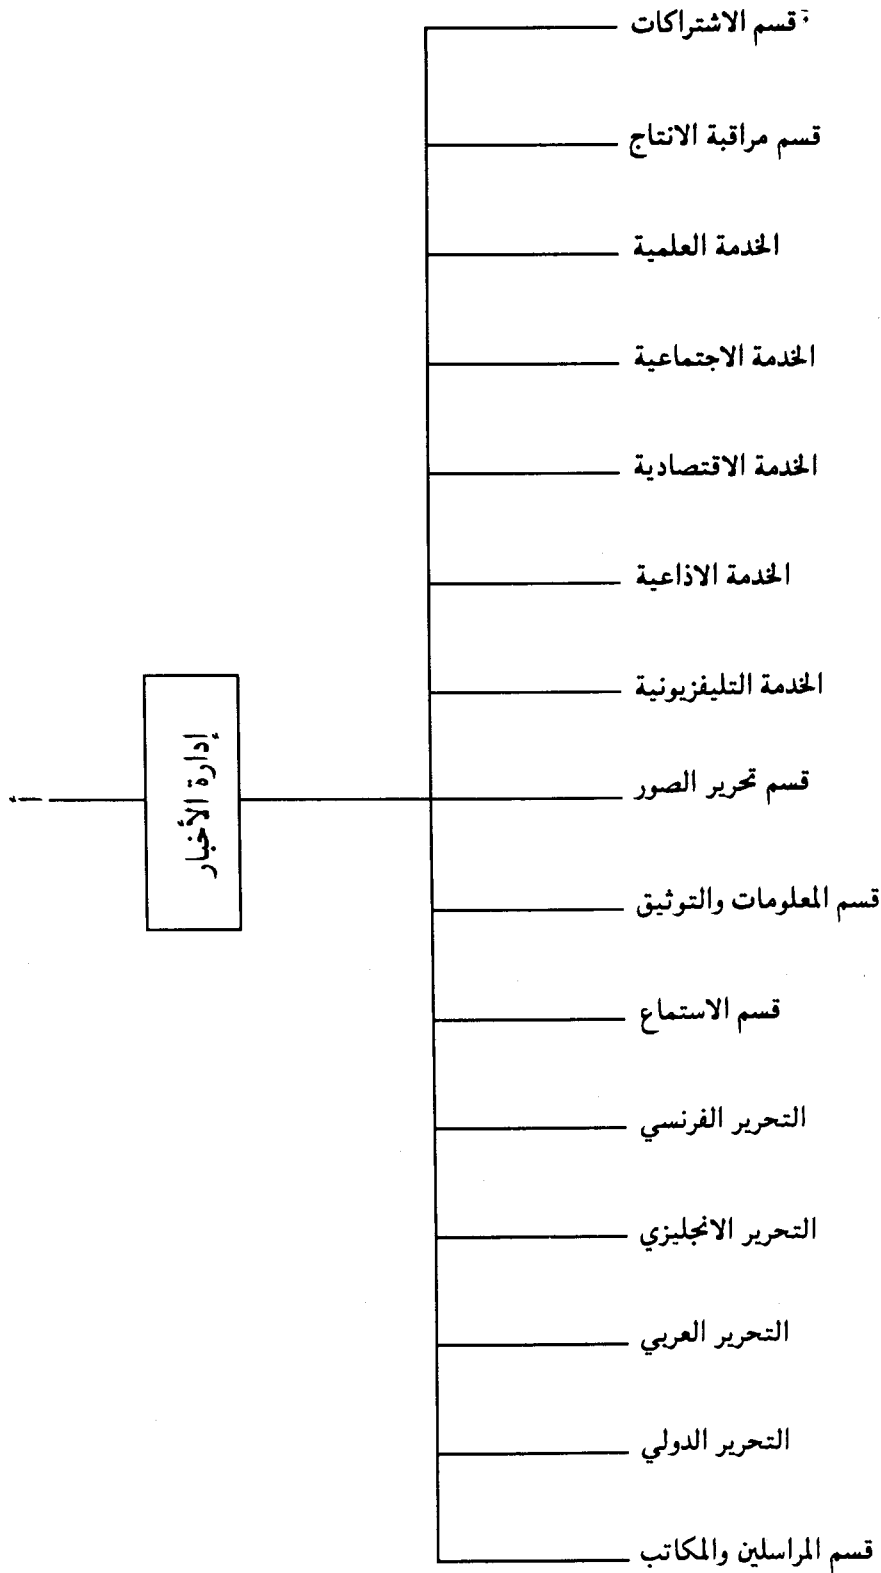 قسم الاشتراكات
قسم مراقبة الانتاج
الخدمة العلمية
الخدمة الاجتماعية
الخدمة الاقتصادية
الخدمة الاذاعية
الخدمة التليفزيونية
قسم تحرير الصور
قسم المعلومات والتوثيق
قسم الاستماع
التحرير الفرنسي
التحرير الانجليزي
التحرير العربي
التحرير الدولي
قسم المراسلين والمكاتب
إدارة الأخبار
أ